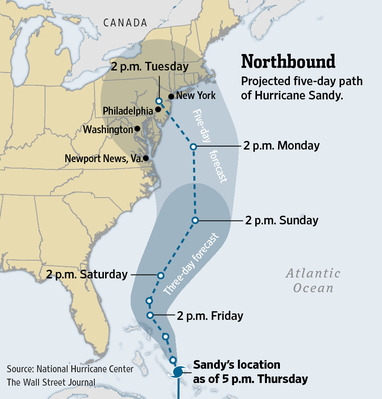 CANADA
Northbound
Projected five-day path
of Hurricane Sandy.
2 p.m. Tuesday
New York
Philadelphia
Washington
Newport News, Va.
Five-day
forecast
2 p.m. Monday
2 p.m. Sunday
Three-day forecast
2 p.m. Saturday
Atlantic
Ocean
2 p.m. Friday
Sandy's location
as of 5 p.m. Thursday
Source: National Hurricane Center
The Wall Street Journal